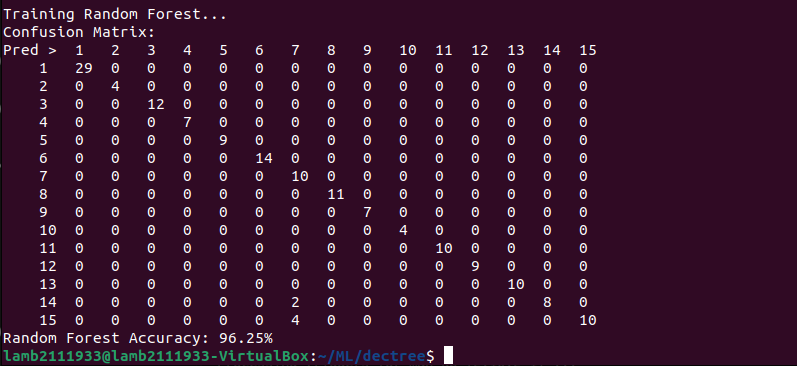 Training Random Forest...
Confusion Matrix:
Pred >  1   2   3   4   5   6   7   8   9   10  11  12  13  14  15
    1   29  0   0   0   0   0   0   0   0   0   0   0   0   0   0
    2   0   4   0   0   0   0   0   0   0   0   0   0   0   0   0
    3   0   0   12  0   0   0   0   0   0   0   0   0   0   0   0
    4   0   0   0   7   0   0   0   0   0   0   0   0   0   0   0
    5   0   0   0   0   9   0   0   0   0   0   0   0   0   0   0
    6   0   0   0   0   0   14  0   0   0   0   0   0   0   0   0
    7   0   0   0   0   0   0   10  0   0   0   0   0   0   0   0
    8   0   0   0   0   0   0   0   11  0   0   0   0   0   0   0
    9   0   0   0   0   0   0   0   0   7   0   0   0   0   0   0
    10  0   0   0   0   0   0   0   0   0   4   0   0   0   0   0
    11  0   0   0   0   0   0   0   0   0   0   10  0   0   0   0
    12  0   0   0   0   0   0   0   0   0   0   0   9   0   0   0
    13  0   0   0   0   0   0   0   0   0   0   0   0   10  0   0
    14  0   0   0   0   0   0   2   0   0   0   0   0   0   8   0
    15  0   0   0   0   0   0   4   0   0   0   0   0   0   0   10
Random Forest Accuracy: 96.25%
lamb2111933@lamb2111933-VirtualBox:~/ML/dectree$